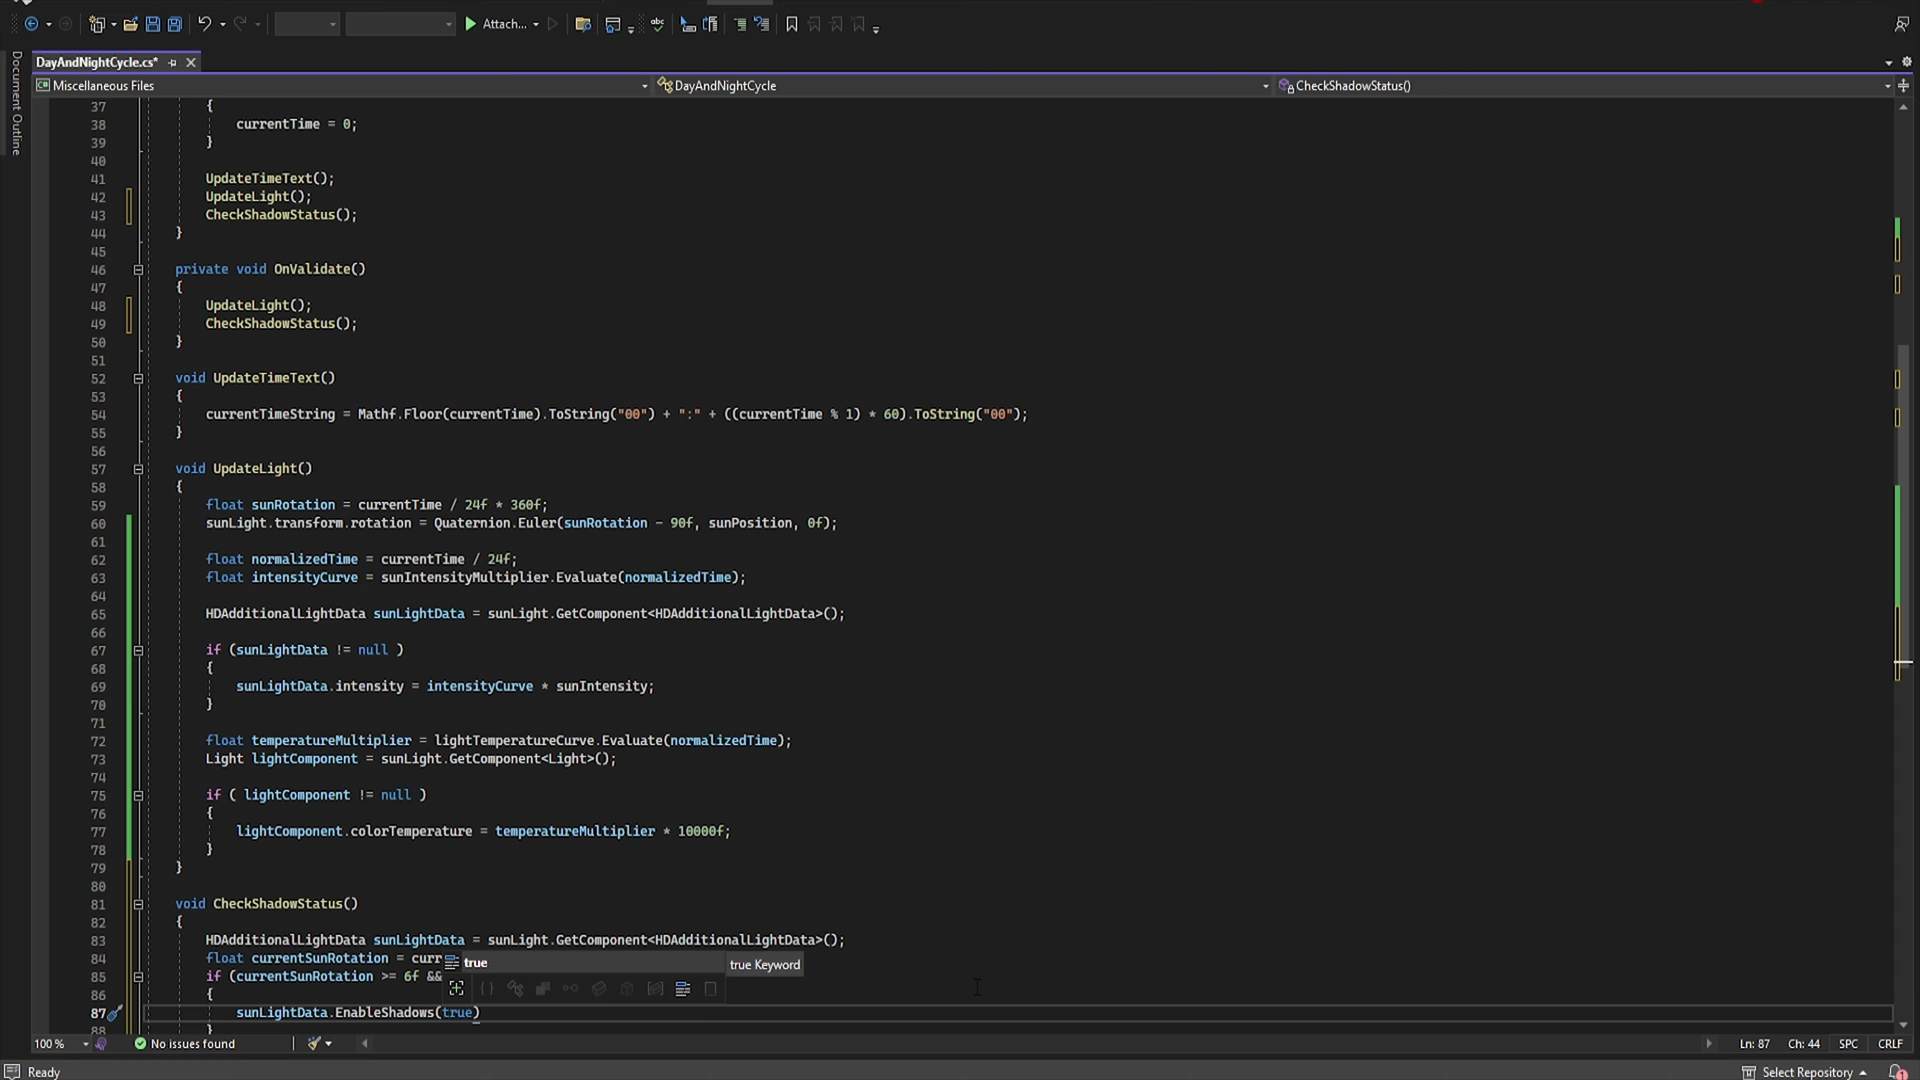 Attach...
DayAndNightCycle.cs*
Document Outline
Miscellaneous Files
DayAndNightCycle
CheckShadowStatus()
37 {
38 currentTime = 0;
39 }
40
41 UpdateTimeText();
42 UpdateLight();
43 CheckShadowStatus();
44 }
45
46 private void OnValidate()
47 {
48 UpdateLight();
49 CheckShadowStatus();
50 }
51
52 void UpdateTimeText()
53 {
54 currentTimeString = Mathf.Floor(currentTime).ToString("00") + ":" + ((currentTime % 1) * 60).ToString("00");
55 }
56
57 void UpdateLight()
58 {
59 float sunRotation = currentTime / 24f * 360f;
60 sunLight.transform.rotation = Quaternion.Euler(sunRotation - 90f, sunPosition, 0f);
61
62 float normalizedTime = currentTime / 24f;
63 float intensityCurve = sunIntensityMultiplier.Evaluate(normalizedTime);
64
65 HDAdditionalLightData sunLightData = sunLight.GetComponent<HDAdditionalLightData>();
66
67 if (sunLightData != null )
68 {
69 sunLightData.intensity = intensityCurve * sunIntensity;
70 }
71
72 float temperatureMultiplier = lightTemperatureCurve.Evaluate(normalizedTime);
73 Light lightComponent = sunLight.GetComponent<Light>();
74
75 if ( lightComponent != null )
76 {
77 lightComponent.colorTemperature = temperatureMultiplier * 10000f;
78 }
79 }
80
81 void CheckShadowStatus()
82 {
83 HDAdditionalLightData sunLightData = sunLight.GetComponent<HDAdditionalLightData>();
84 float currentSunRotation = curr
true
true Keyword
85 if (currentSunRotation >= 6f &&
86 {
87 sunLightData.EnableShadows(true)
88 }
100 %
No issues found
Ln: 87
Ch: 44
SPC
CRLF
Ready
Select Repository
1